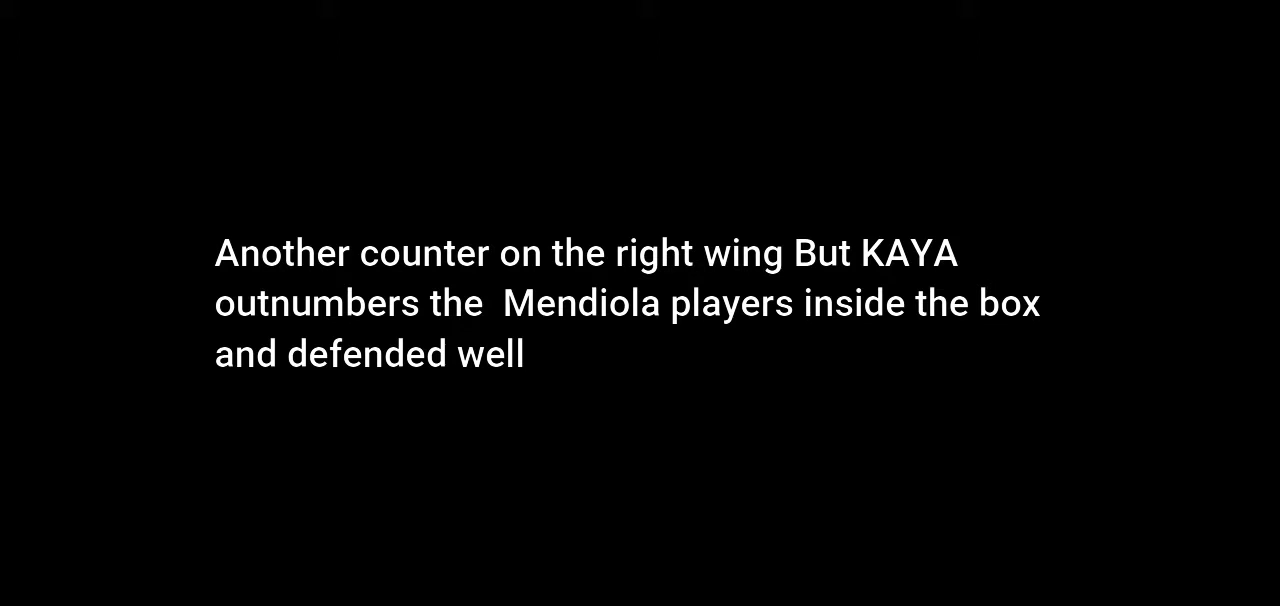 Another counter on the right wing But KAYA
outnumbers the  Mendiola players inside the box
and defended well